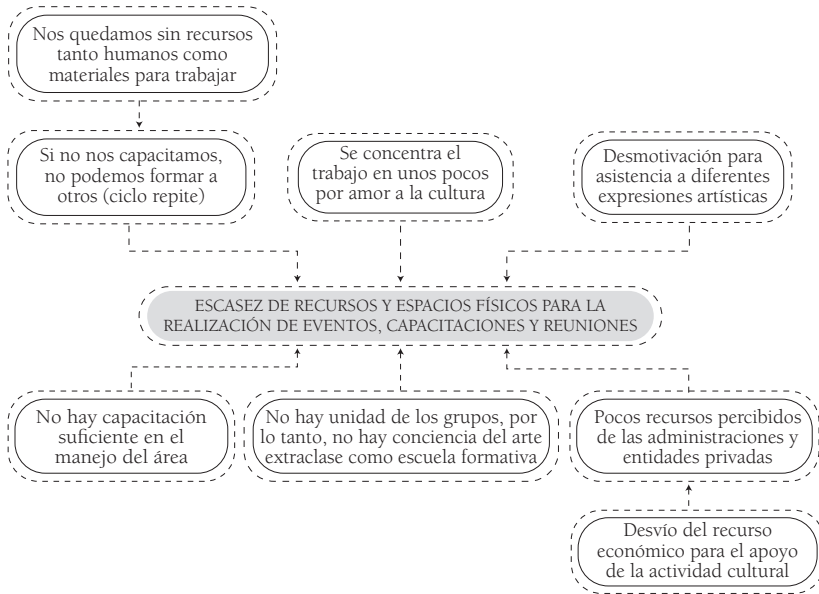 Nos quedamos sin recursos
tanto humanos como
materiales para trabajar
Si no nos capacitamos,
no podemos formar a
otros (ciclo repite)
Se concentra el
trabajo en unos pocos
por amor a la cultura
Desmotivación para
asistencia a diferentes
expresiones artísticas
ESCASEZ DE RECURSOS Y ESPACIOS FÍSICOS PARA LA
REALIZACIÓN DE EVENTOS, CAPACITACIONES Y REUNIONES
No hay capacitación
suficiente en el
manejo del área
No hay unidad de los grupos, por
lo tanto, no hay conciencia del arte
extraclase como escuela formativa
Pocos recursos percibidos
de las administraciones y
entidades privadas
Desvío del recurso
económico para el apoyo
de la actividad cultural